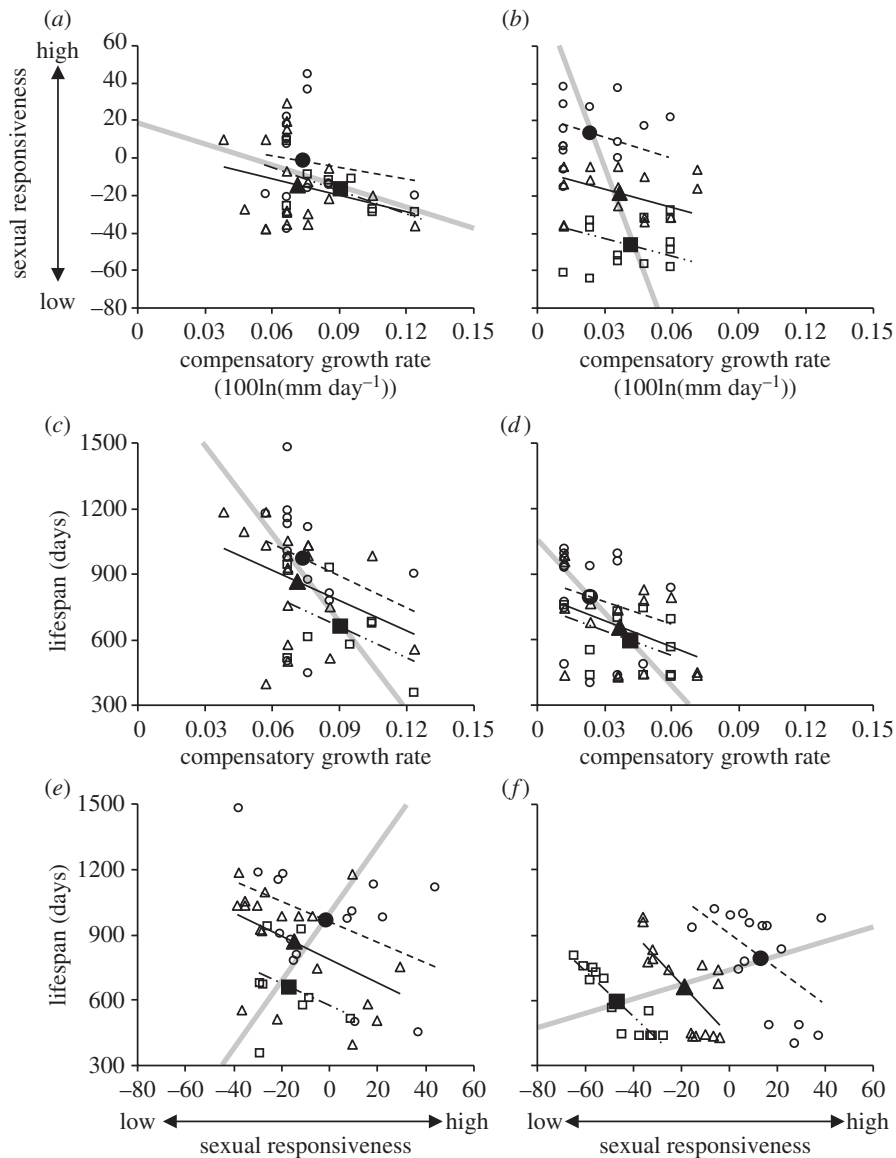 (a) (b)
high
60
40
20
0
−20
−40
−60
−80
low
sexual responsiveness
0 0.03 0.06 0.09 0.12 0.15
0 0.03 0.06 0.09 0.12 0.15
compensatory growth rate
(100ln(mm day−1))
compensatory growth rate
(100ln(mm day−1))
(c) (d)
1500
1200
900
600
300
lifespan (days)
0 0.03 0.06 0.09 0.12 0.15
0 0.03 0.06 0.09 0.12 0.15
compensatory growth rate
compensatory growth rate
(e) (f)
1500
1200
900
600
300
lifespan (days)
−80 −60 −40 −20 0 20 40 60
−80 −60 −40 −20 0 20 40 60
low high
low high
sexual responsiveness
sexual responsiveness